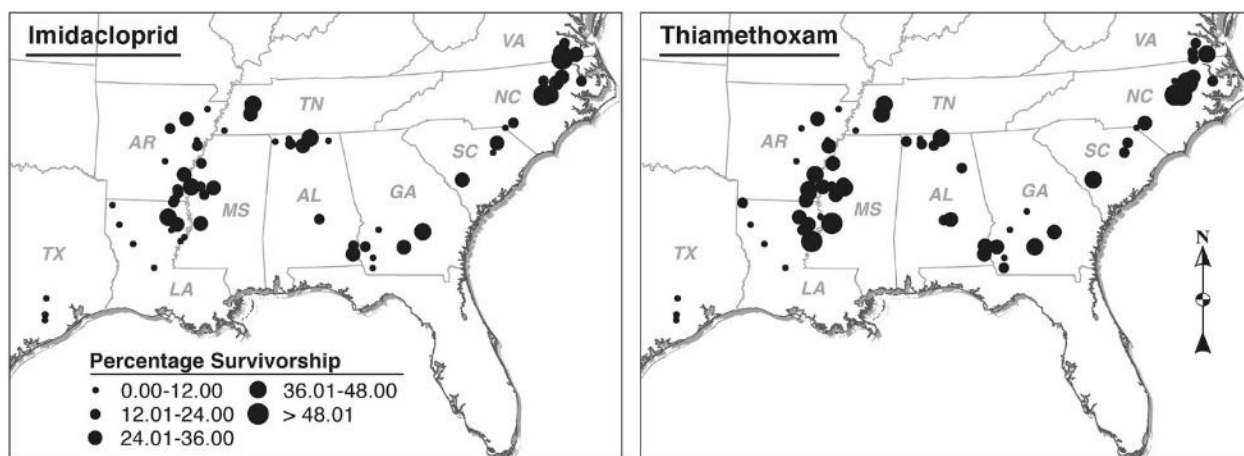 Imidacloprid
VA
TN
NC
AR
SC
MS
AL
GA
TX
LA
Percentage Survivorship
0.00-12.00
12.01-24.00
24.01-36.00
36.01-48.00
> 48.01
Thiamethoxam
VA
TN
NC
AR
SC
MS
AL
GA
TX
LA
N